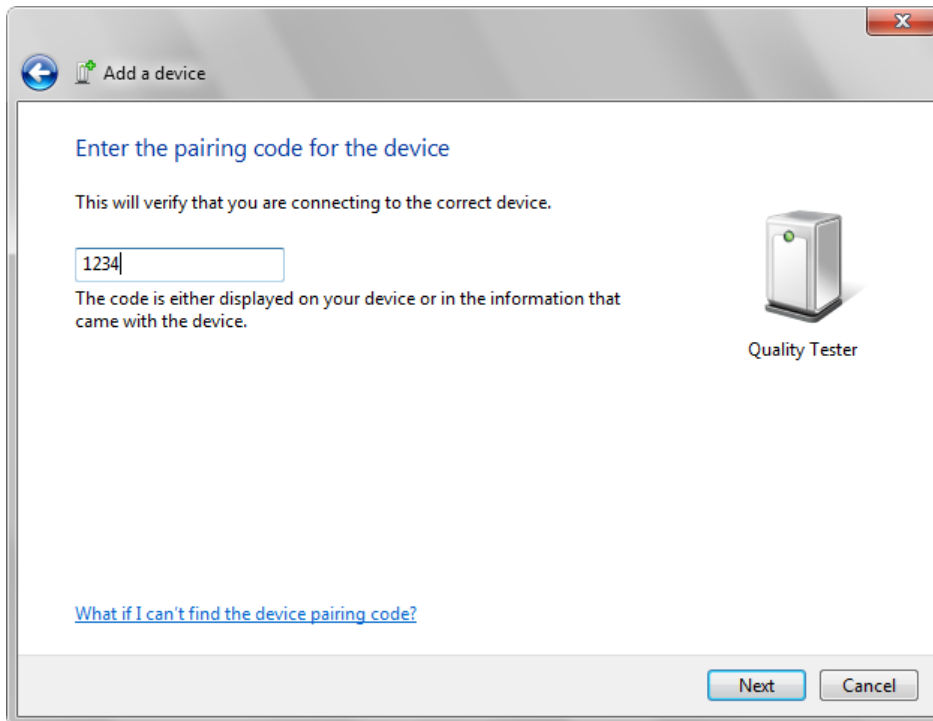 Add a device
Enter the pairing code for the device
This will verify that you are connecting to the correct device.
1234
The code is either displayed on your device or in the information that
came with the device.
Quality Tester
What if I can't find the device pairing code?
Next
Cancel